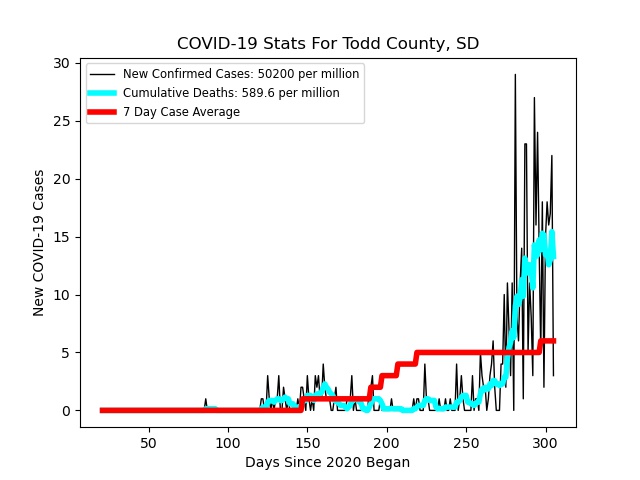 COVID-19 Stats For Todd County, SD
New Confirmed Cases: 50200 per million
Cumulative Deaths: 589.6 per million
7 Day Case Average
New COVID-19 Cases
30
25
20
15
10
5
0
50 100 150 200 250 300
Days Since 2020 Began